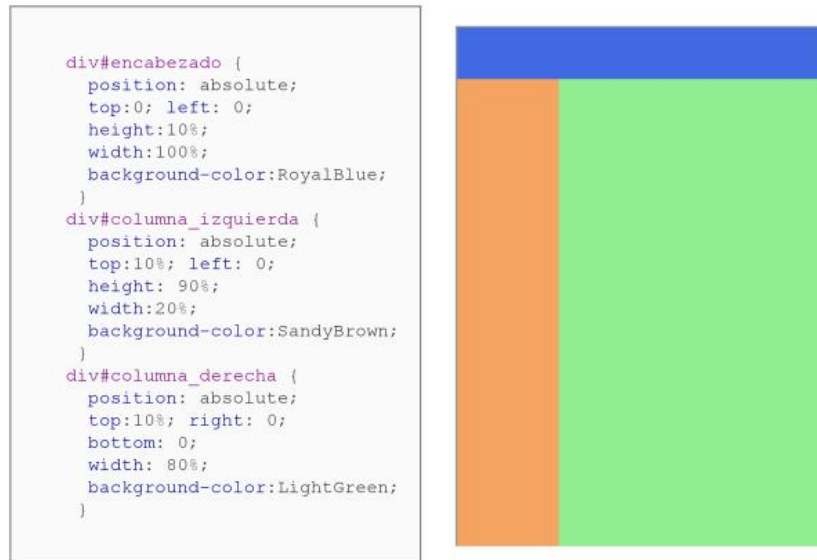 div#encabezado {
position: absolute;
top:0; left: 0;
height:10%;
width:100%;
background-color:RoyalBlue;
}
div#columna_izquierda {
position: absolute;
top:10%; left: 0;
height: 90%;
width:20%;
background-color:SandyBrown;
}
div#columna_derecha {
position: absolute;
top:10%; right: 0;
bottom: 0;
width: 80%;
background-color:LightGreen;
}